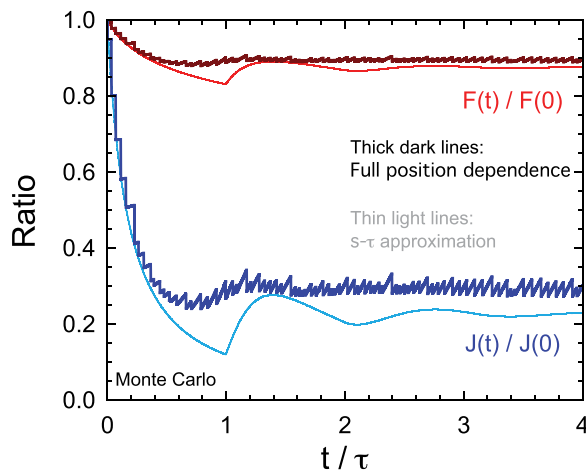 1.0
0.8
0.6
0.4
0.2
0.0
Ratio
F(t) / F(0)
Thick dark lines:
Full position dependence
Thin light lines:
s-τ approximation
J(t) / J(0)
Monte Carlo
0 1 2 3 4
t / τ